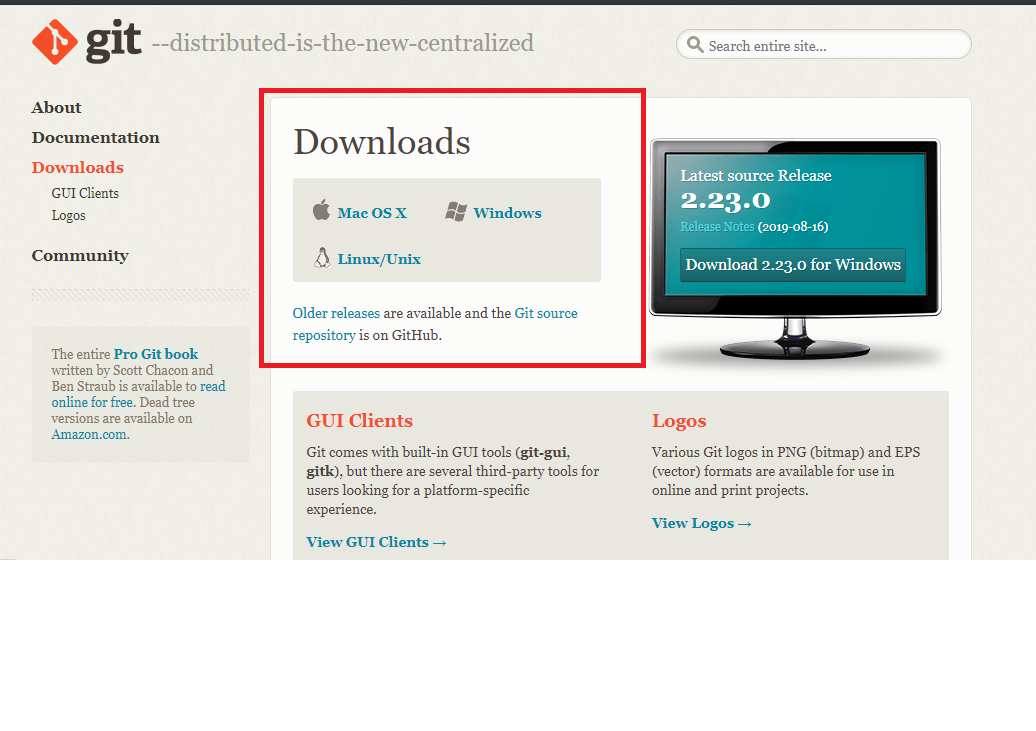 git --distributed-is-the-new-centralized
Search entire site...
About
Documentation
Downloads
GUI Clients
Logos
Community
The entire Pro Git book
written by Scott Chacon and
Ben Straub is available to read
online for free. Dead tree
versions are available on
Amazon.com.
Downloads
Mac OS X
Windows
Linux/Unix
Older releases are available and the Git source
repository is on GitHub.
Latest source Release
2.23.0
Release Notes (2019-08-16)
Download 2.23.0 for Windows
GUI Clients
Git comes with built-in GUI tools (git-gui,
gitk), but there are several third-party tools for
users looking for a platform-specific
experience.
View GUI Clients →
Logos
Various Git logos in PNG (bitmap) and EPS
(vector) formats are available for use in
online and print projects.
View Logos →